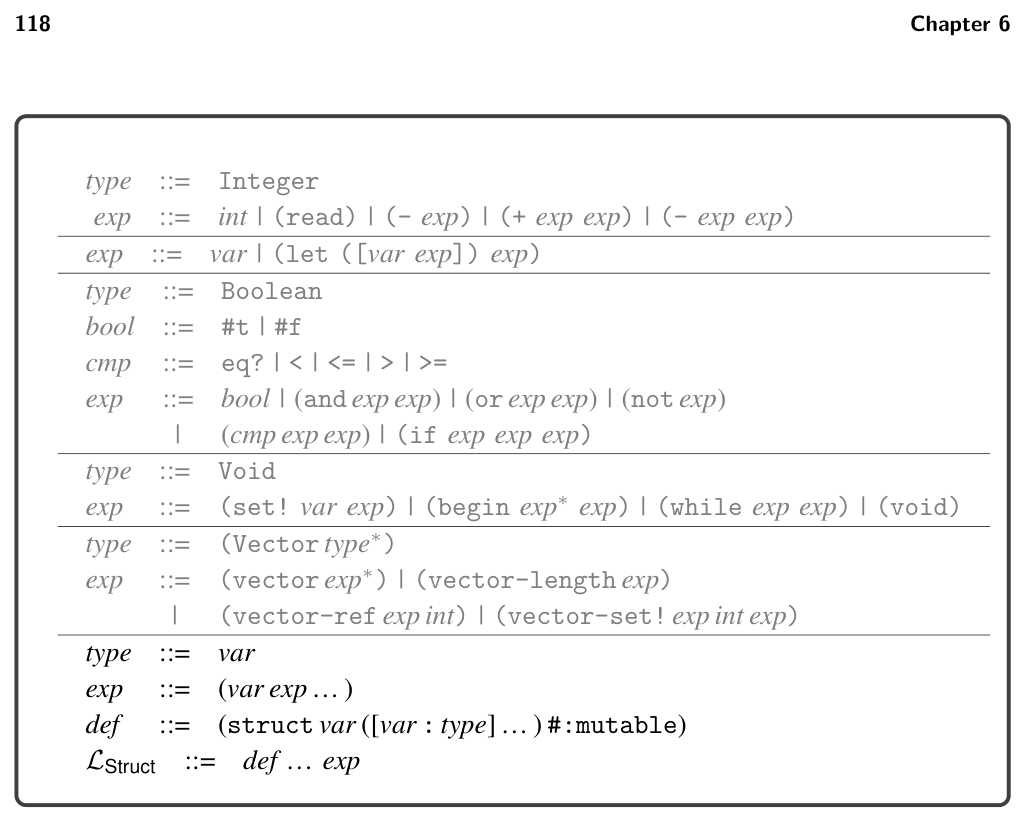 118 Chapter 6
type ::= Integer
exp ::= int | (read) | (- exp) | (+ exp exp) | (- exp exp)
exp ::= var | (let ([var exp]) exp)
type ::= Boolean
bool ::= #t | #f
cmp ::= eq? | < | <= | > | >=
exp ::= bool | (and exp exp) | (or exp exp) | (not exp)
| (cmp exp exp) | (if exp exp exp)
type ::= Void
exp ::= (set! var exp) | (begin exp* exp) | (while exp exp) | (void)
type ::= (Vector type*)
exp ::= (vector exp*) | (vector-length exp)
| (vector-ref exp int) | (vector-set! exp int exp)
type ::= var
exp ::= (var exp … )
def ::= (struct var ([var : type] … ) #:mutable)
ℒStruct ::= def … exp